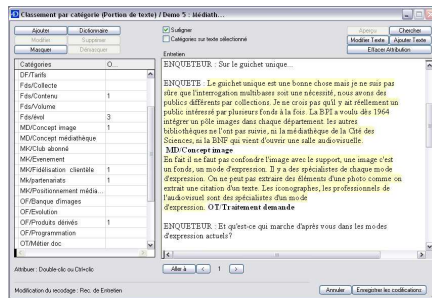 Classement par catégorie (Portion de texte) / Demo 5 : Médiath...
Ajouter
Dictionnaire
Modifier
Supprimer
Masquer
Démasquer
Surligner
Catégories sur texte sélectionné
Aperçu
Chercher
Modifier Texte
Ajouter Texte
Effacer Attribution
Entretien
Catégories
O...
DF/Tarifs
Fds/Collecte
Fds/Contenu 1
Fds/Volume
Fds/évol 3
MD/Concept image 1
MD/Concept médiathèque
MK/Club abonné
MK/Evenement
MK/Fidélisation clientèle 1
Mk/partenariats 1
MK/Positionnement média...
OF/Banque d'images
OF/Evolution
OF/Produits dérivés 1
OF/Programmation
OT/Métier doc
ENQUETEUR : Sur le guichet unique...
ENQUETE : Le guichet unique est une bonne chose mais je ne suis pas
sûre que l'interrogation multibases soit une nécessité, nous avons des
publics différents par collections. Je ne crois pas qu'il y ait réellement un
public intéressé par plusieurs fonds à la fois. La BPI a voulu dès 1964
intégrer un pôle images dans chaque département les autres
bibliothèques ne l'ont pas suivie, ni la médiathèque de la Cité des
Sciences, ni la BNF qui vient d'ouvrir une salle audiovisuelle.
MD/Concept image
En fait il ne faut pas confondre l'image avec le support, une image c'est
un fonds, un mode d'expression. Il y a des spécialistes de chaque mode
d'expression. On ne peut pas extraire des éléments d'une photo comme on
extrait une citation d'un texte. Les iconographes, les professionnels de
l'audiovisuel sont des spécialistes d'un mode
d'expression. OT/Traitement demande
ENQUETEUR : Et qu'est-ce qui marche d'après vous dans les modes
d'expression actuels?
Attribuer : Double-clic ou Ctrl+clic
Aller à < 1 >
Modification du recodage : Rec. de Entretien
Annuler
Enregistrer les codifications